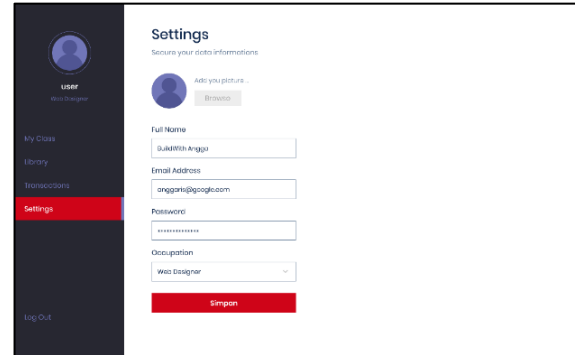 user
Web Designer
My Class
Library
Transactions
Settings
Log Out
Settings
Secure your data informations
Add you picture ...
Browse
Full Name
BuildWith Angga
Email Address
anggaris@google.com
Password
**************
Occupation
Web Designer
Simpan